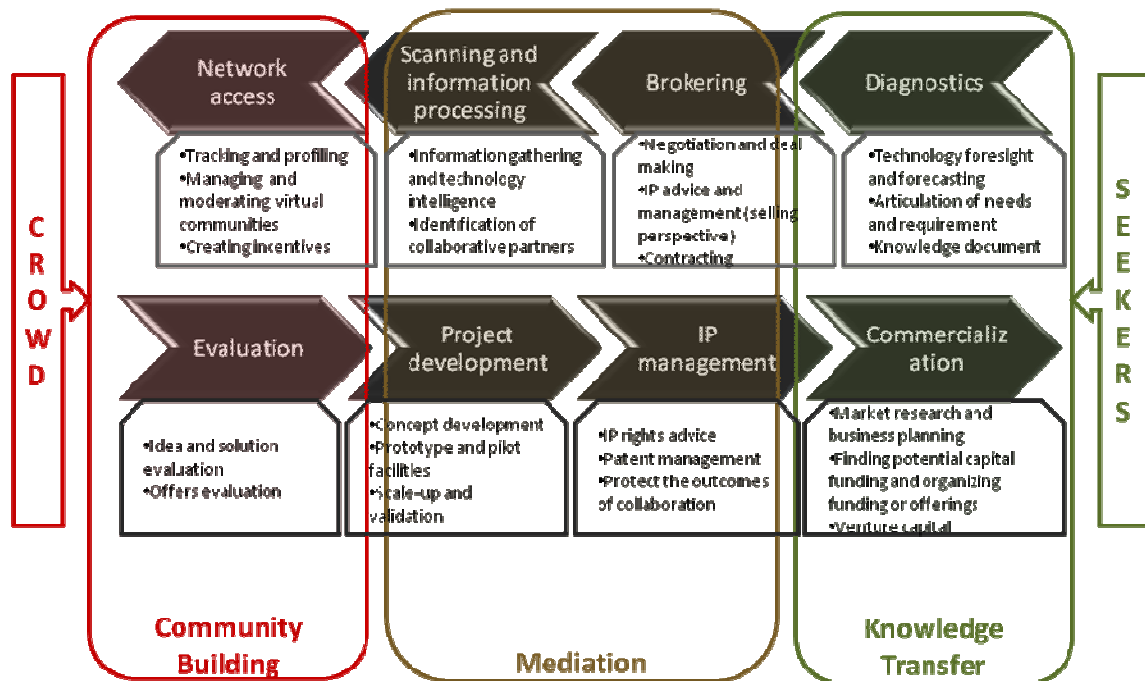 CROWD
Network
access
•Tracking and profiling
•Managing and
moderating virtual
communities
•Creating incentives
Scanning and
information
processing
•Information gathering
and technology
intelligence
•Identification of
collaborative partners
Brokering
•Negotiation and deal
making
•IP advice and
management (selling
perspective)
•Contracting
Diagnostics
•Technology foresight
and forecasting
•Articulation of needs
and requirement
•Knowledge document
SEEKERS
Evaluation
•Idea and solution
evaluation
•Offers evaluation
Project
development
•Concept development
•Prototype and pilot
facilities
•Scale-up and
validation
IP
management
•IP rights advice
•Patent management
•Protect the outcomes
of collaboration
Commercializ
ation
•Market research and
business planning
•Finding potential capital
funding and organizing
funding or offerings
•Venture capital
Community
Building
Mediation
Knowledge
Transfer